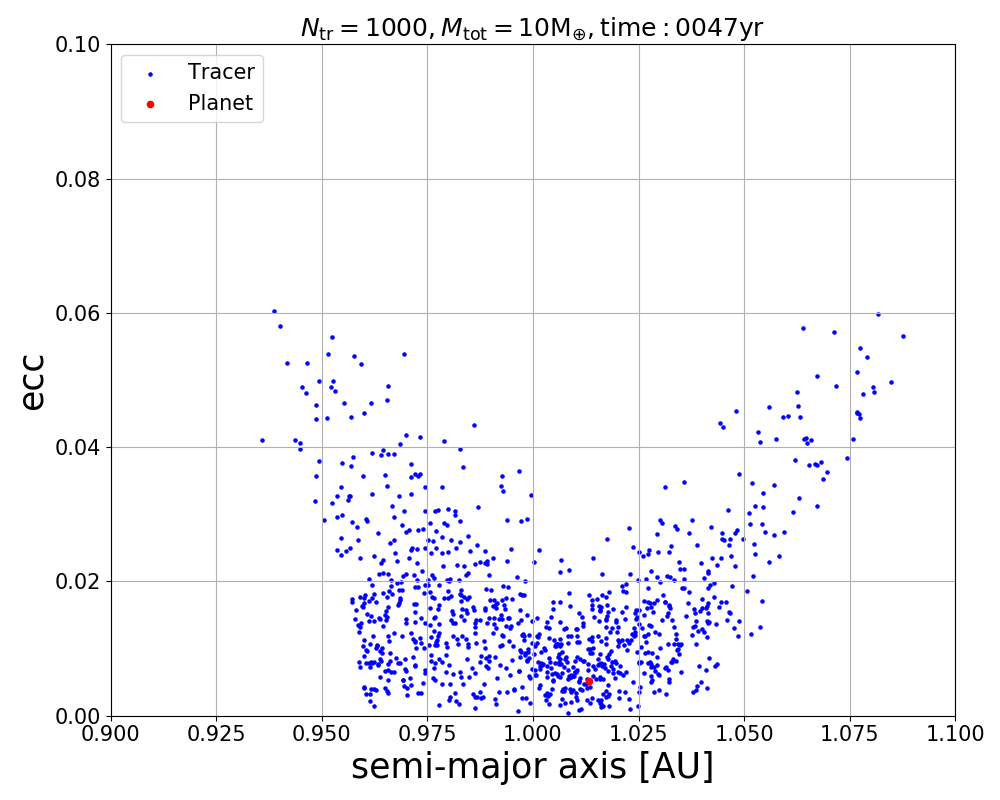 N_tr = 1000, M_tot = 10M_⊕, time : 0047yr
Tracer
Planet
0.10
0.08
0.06
0.04
0.02
0.00
ecc
0.900 0.925 0.950 0.975 1.000 1.025 1.050 1.075 1.100
semi-major axis [AU]